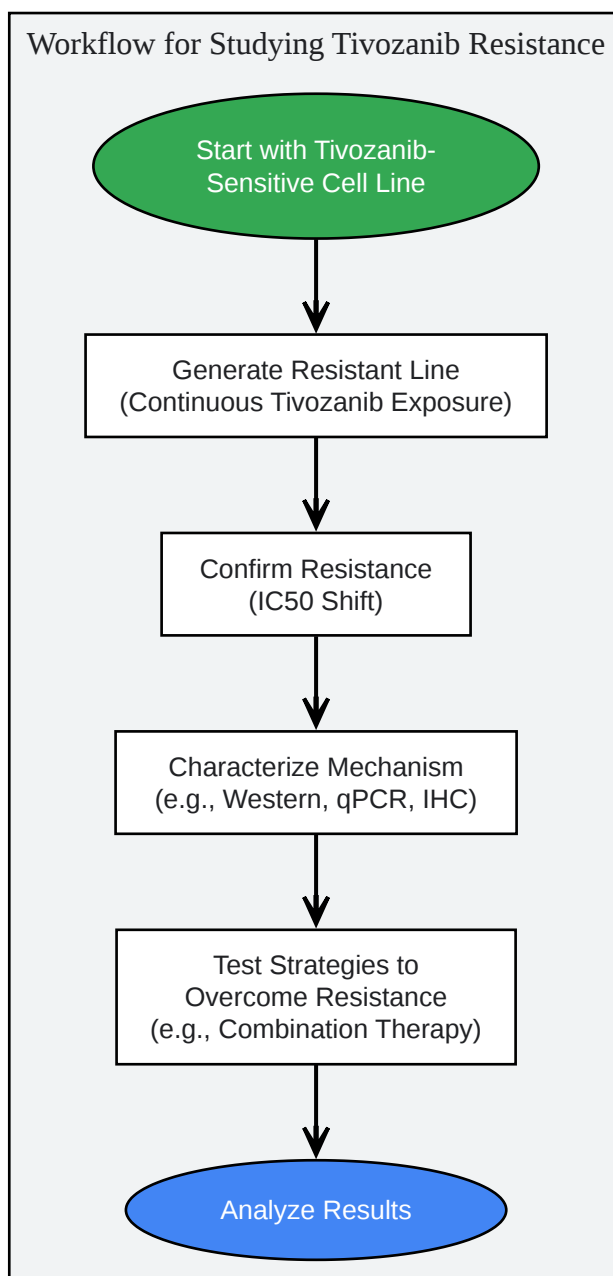 Workflow for Studying Tivozanib Resistance
Start with Tivozanib-
Sensitive Cell Line
Generate Resistant Line
(Continuous Tivozanib Exposure)
Confirm Resistance
(IC50 Shift)
Characterize Mechanism
(e.g., Western, qPCR, IHC)
Test Strategies to
Overcome Resistance
(e.g., Combination Therapy)
Analyze Results